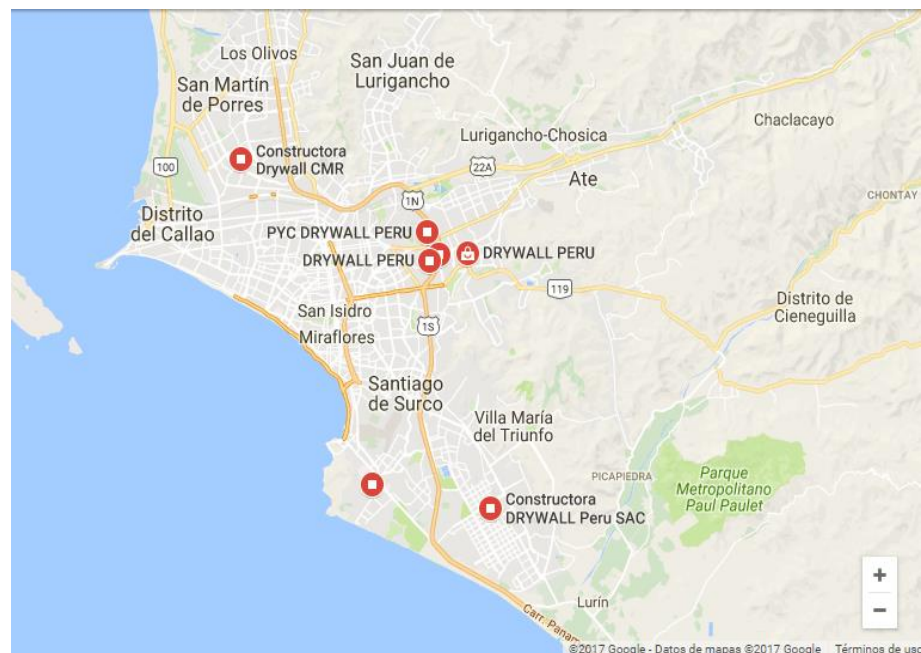 Los Olivos
San Juan de
Lurigancho
San Martín
de Porres
Chaclacayo
Lurigancho-Chosica
Constructora
Drywall CMR
100
22A
Ate
1N
CHONTAY
Distrito
del Callao
PYC DRYWALL PERU
DRYWALL PERU
DRYWALL PERU
119
San Isidro
Distrito de
Cieneguilla
1S
Miraflores
Santiago
de Surco
Villa María
del Triunfo
PICAPIEDRA
Parque
Metropolitano
Paul Paulet
Constructora
DRYWALL Peru SAC
+
−
Lurín
Carr. Panam
©2017 Google - Datos de mapas ©2017 Google
Términos de uso